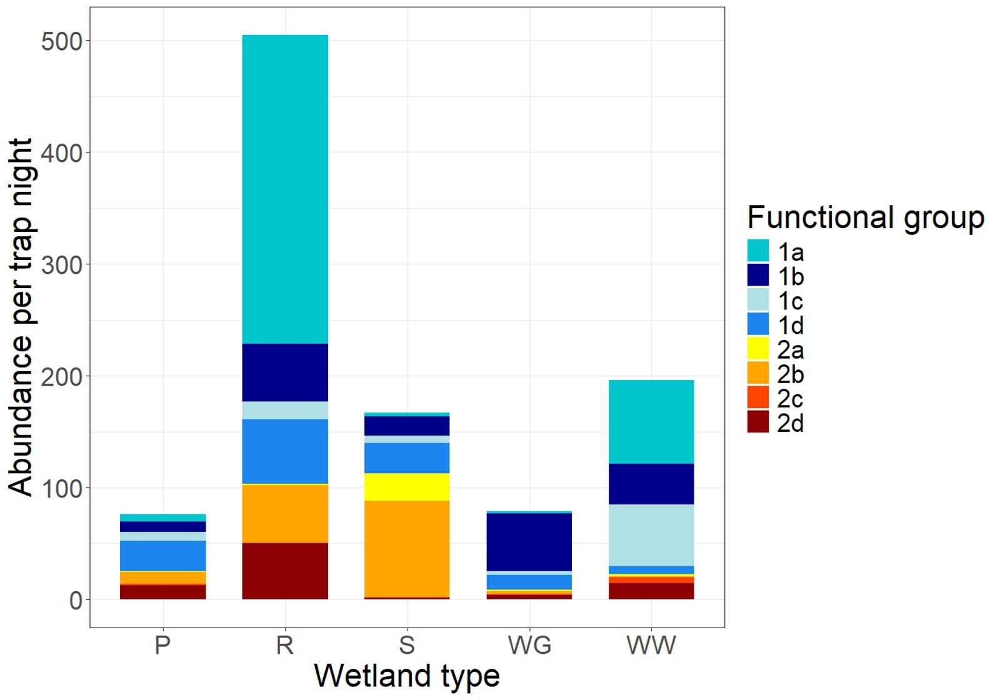 Abundance per trap night
500
400
300
200
100
0
P R S WG WW
Wetland type
Functional group
1a
1b
1c
1d
2a
2b
2c
2d